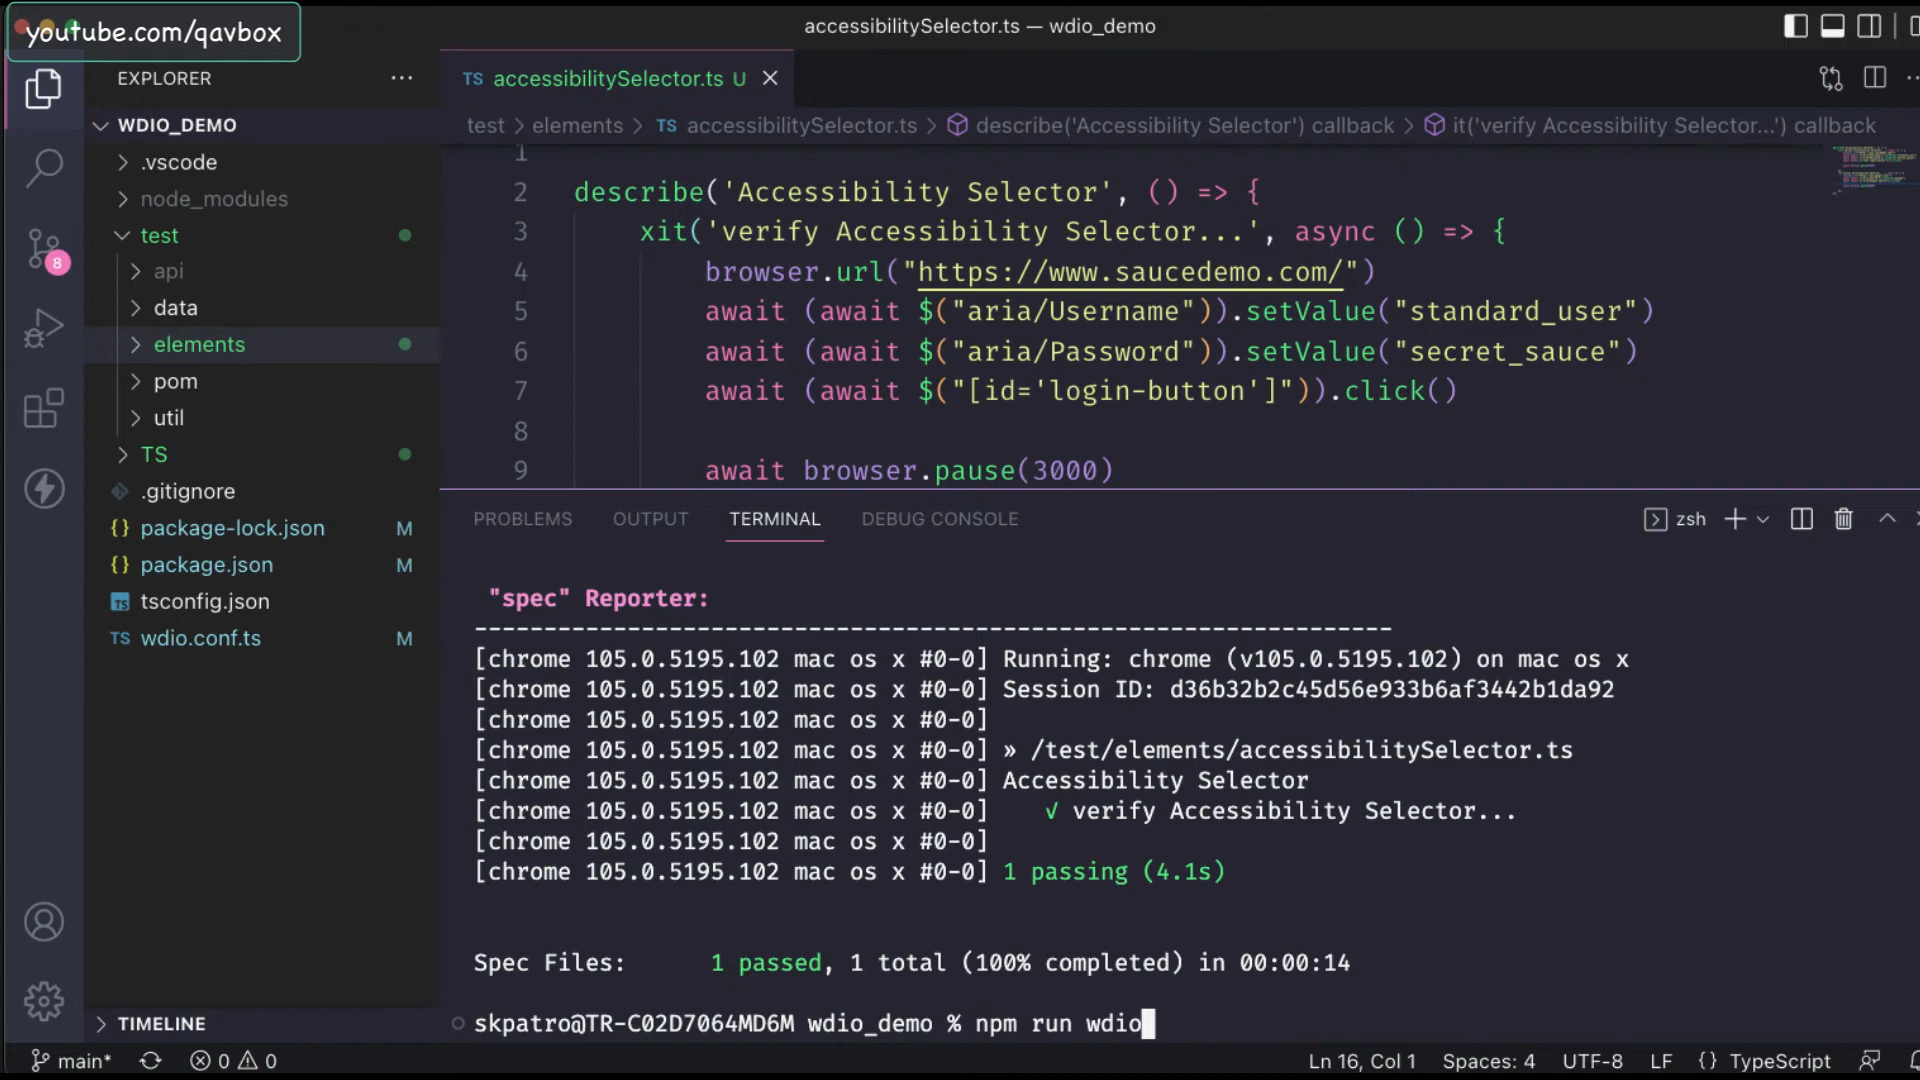 youtube.com/qavbox
accessibilitySelector.ts — wdio_demo
EXPLORER
TS accessibilitySelector.ts U
WDIO_DEMO
test > elements > TS accessibilitySelector.ts > describe('Accessibility Selector') callback > it('verify Accessibility Selector...') callback
.vscode
node_modules
test
api
data
elements
pom
util
TS
.gitignore
{} package-lock.json M
{} package.json M
TS tsconfig.json
TS wdio.conf.ts M
TIMELINE
8
1
2 describe('Accessibility Selector', () => {
3 xit('verify Accessibility Selector...', async () => {
4 browser.url("https://www.saucedemo.com/")
5 await (await $("aria/Username")).setValue("standard_user")
6 await (await $("aria/Password")).setValue("secret_sauce")
7 await (await $("[id='login-button']")).click()
8
9 await browser.pause(3000)
PROBLEMS OUTPUT TERMINAL DEBUG CONSOLE
zsh
"spec" Reporter:
------------------------------------------------------------------
[chrome 105.0.5195.102 mac os x #0-0] Running: chrome (v105.0.5195.102) on mac os x
[chrome 105.0.5195.102 mac os x #0-0] Session ID: d36b32b2c45d56e933b6af3442b1da92
[chrome 105.0.5195.102 mac os x #0-0]
[chrome 105.0.5195.102 mac os x #0-0] » /test/elements/accessibilitySelector.ts
[chrome 105.0.5195.102 mac os x #0-0] Accessibility Selector
[chrome 105.0.5195.102 mac os x #0-0] √ verify Accessibility Selector...
[chrome 105.0.5195.102 mac os x #0-0]
[chrome 105.0.5195.102 mac os x #0-0] 1 passing (4.1s)
Spec Files: 1 passed, 1 total (100% completed) in 00:00:14
skpatro@TR-C02D7064MD6M wdio_demo % npm run wdio
main* 0 0 Ln 16, Col 1 Spaces: 4 UTF-8 LF {} TypeScript